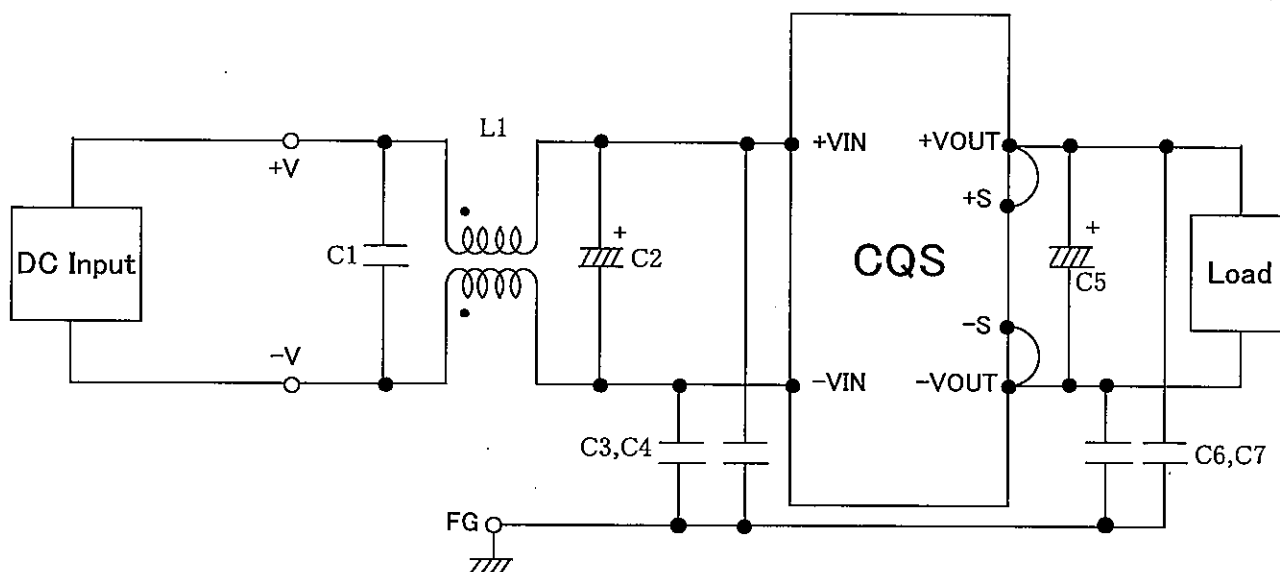 L1
+V
+VIN
+VOUT
+S
DC Input
C1
+
C2
CQS
+
C5
Load
-V
-S
-VIN
-VOUT
C3,C4
C6,C7
FG